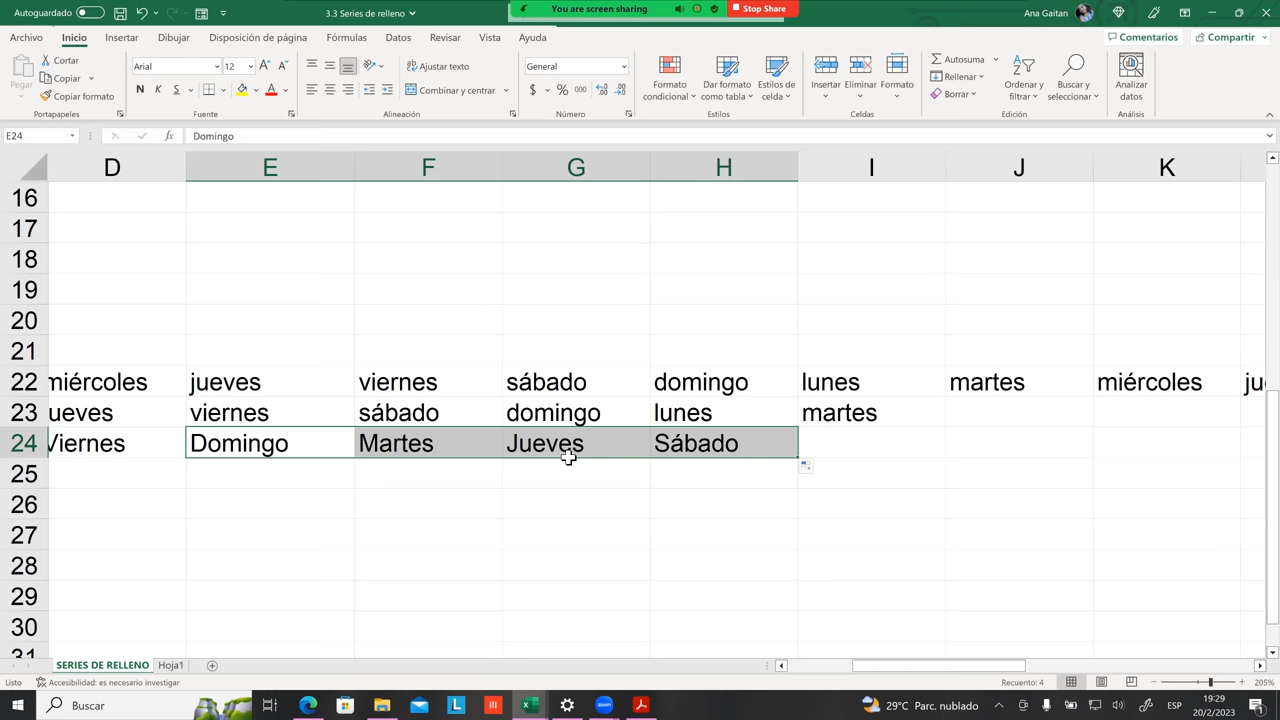 Autoguardado
3.3 Series de relleno
You are screen sharing
Stop Share
Ana Gaitan
Archivo Inicio Insertar Dibujar Disposición de página Fórmulas Datos Revisar Vista Ayuda
Comentarios Compartir
Pegar
Cortar
Copiar
Copiar formato
Portapapeles
Arial 12
N K S
Fuente
Ajustar texto
Combinar y centrar
Alineación
General
$ % 000
Número
Formato condicional
Dar formato como tabla
Estilos de celda
Estilos
Insertar Eliminar Formato
Celdas
Autosuma
Rellenar
Borrar
Ordenar y filtrar
Buscar y seleccionar
Edición
Analizar datos
Análisis
E24 fx Domingo
D E F G H I J K
16
17
18
19
20
21
22 miércoles jueves viernes sábado domingo lunes martes miércoles
23 ueves viernes sábado domingo lunes martes
24 Viernes Domingo Martes Jueves Sábado
25
26
27
28
29
30
31
SERIES DE RELLENO Hoja1
Listo Accesibilidad: es necesario investigar Recuento: 4 205%
Buscar
L
zoom
29°C Parc. nublado
ESP
19:29
20/2/2023